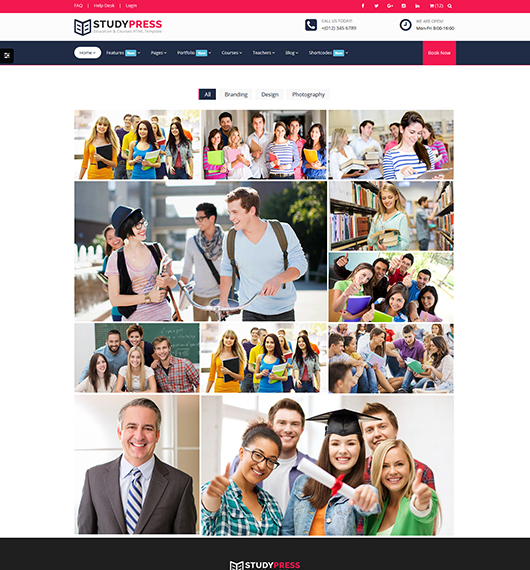 FAQ | Help Desk | Login
(12)
STUDYPRESS
Education & Courses HTML Template
CALL US TODAY!
+(012) 345 6789
WE ARE OPEN!
Mon-Fri 8:00-16:00
Home Features New Pages Portfolio New Courses Teachers Blog Shortcodes New Book Now
All Branding Design Photography
STUDYPRESS